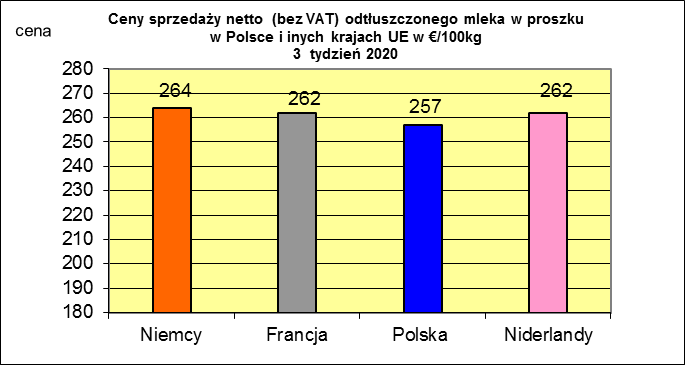 Ceny sprzedaży netto (bez VAT) odtłuszczonego mleka w proszku
w Polsce i inych krajach UE w €/100kg
3 tydzień 2020
cena
280
270
260
250
240
230
220
210
200
190
180
264
262
257
262
Niemcy
Francja
Polska
Niderlandy